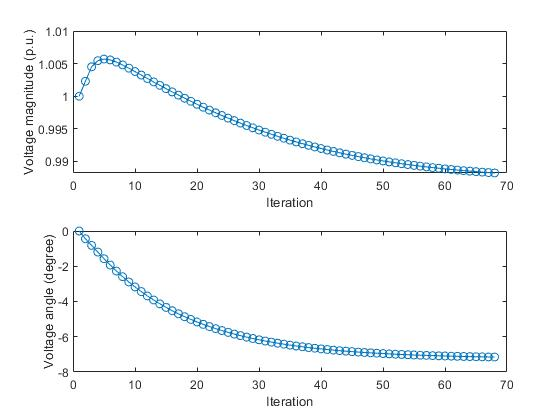 1.01
1.005
1
0.995
0.99
Voltage magnitude (p.u.)
0 10 20 30 40 50 60 70
Iteration
0
-2
-4
-6
-8
Voltage angle (degree)
0 10 20 30 40 50 60 70
Iteration